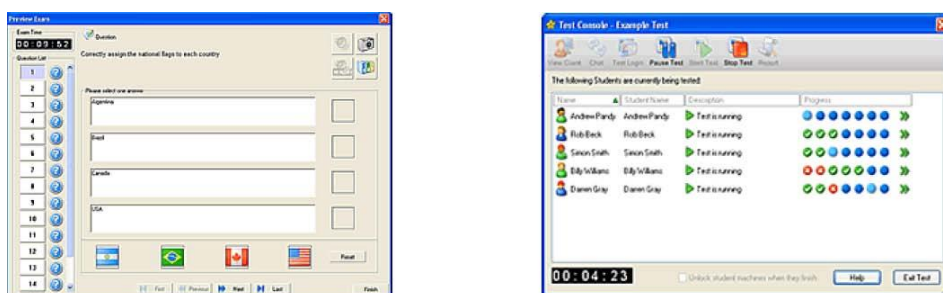 Preview Exam
Exam Time
00:09:52
Question List
1
2
3
4
5
6
7
8
9
10
11
12
13
14
Question
Correctly assign the national flags to each country
Please select one answer
Argentina
Brazil
Canada
USA
Reset
First Previous Next Last
Finish
Test Console - Example Test
View Client Chat Test Login Pause Test Start Test Stop Test Report
The following Students are currently being tested
Name Student Name Description Progress
Andrew Pandy Andrew Pandy Test is running
Rob Beck Rob Beck Test is running
Simon Smith Simon Smith Test is running
Billy Williams Billy Williams Test is running
Darren Gray Darren Gray Test is running
00:04:23
Unlock student machines when they finish
Help
Exit Test